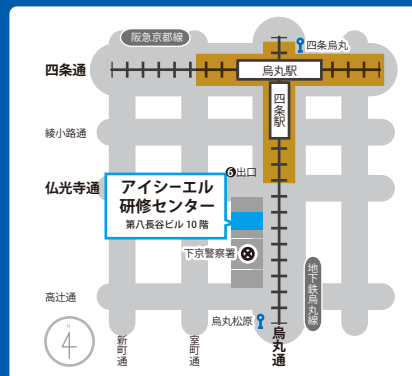 阪急京都線
四条烏丸
四条通
烏丸駅
四条駅
綾小路通
❻出口
仏光寺通
アイシーエル
研修センター
第八長谷ビル 10 階
下京警察署
地下鉄烏丸線
高辻通
烏丸松原
新町通
室町通
烏丸通